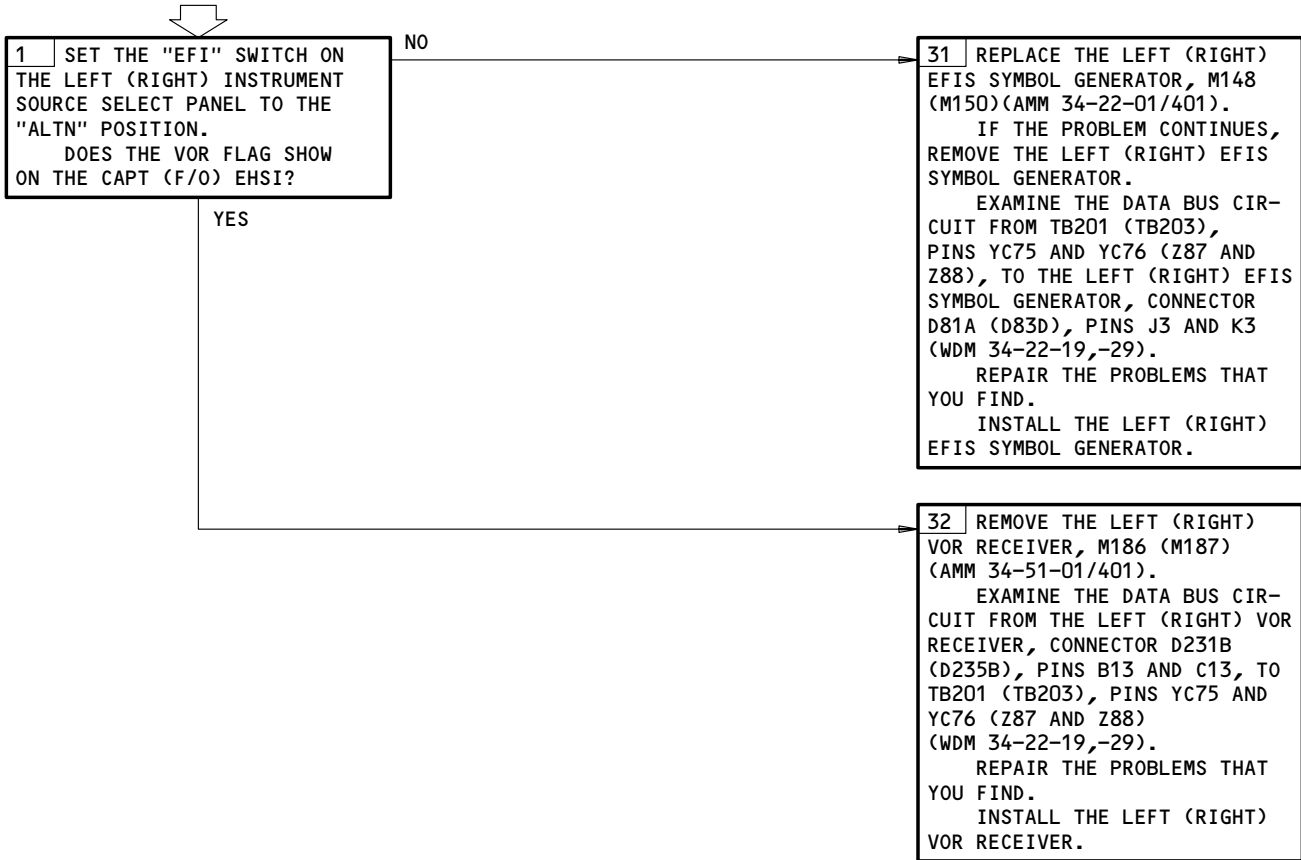 1 SET THE "EFI" SWITCH ON
THE LEFT (RIGHT) INSTRUMENT
SOURCE SELECT PANEL TO THE
"ALTN" POSITION.
DOES THE VOR FLAG SHOW
ON THE CAPT (F/O) EHSI?
NO
YES
31 REPLACE THE LEFT (RIGHT)
EFIS SYMBOL GENERATOR, M148
(M150)(AMM 34-22-01/401).
IF THE PROBLEM CONTINUES,
REMOVE THE LEFT (RIGHT) EFIS
SYMBOL GENERATOR.
EXAMINE THE DATA BUS CIR-
CUIT FROM TB201 (TB203),
PINS YC75 AND YC76 (Z87 AND
Z88), TO THE LEFT (RIGHT) EFIS
SYMBOL GENERATOR, CONNECTOR
D81A (D83D), PINS J3 AND K3
(WDM 34-22-19,-29).
REPAIR THE PROBLEMS THAT
YOU FIND.
INSTALL THE LEFT (RIGHT)
EFIS SYMBOL GENERATOR.
32 REMOVE THE LEFT (RIGHT)
VOR RECEIVER, M186 (M187)
(AMM 34-51-01/401).
EXAMINE THE DATA BUS CIR-
CUIT FROM THE LEFT (RIGHT) VOR
RECEIVER, CONNECTOR D231B
(D235B), PINS B13 AND C13, TO
TB201 (TB203), PINS YC75 AND
YC76 (Z87 AND Z88)
(WDM 34-22-19,-29).
REPAIR THE PROBLEMS THAT
YOU FIND.
INSTALL THE LEFT (RIGHT)
VOR RECEIVER.